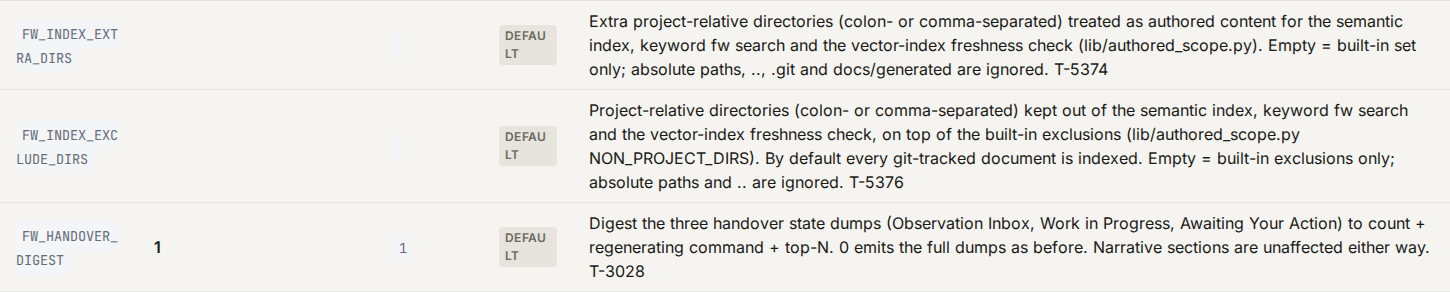 FW_INDEX_EXT
RA_DIRS
DEFAU
LT
Extra project-relative directories (colon- or comma-separated) treated as authored content for the semantic
index, keyword fw search and the vector-index freshness check (lib/authored_scope.py). Empty = built-in set
only; absolute paths, .., .git and docs/generated are ignored. T-5374
FW_INDEX_EXC
LUDE_DIRS
DEFAU
LT
Project-relative directories (colon- or comma-separated) kept out of the semantic index, keyword fw search
and the vector-index freshness check, on top of the built-in exclusions (lib/authored_scope.py
NON_PROJECT_DIRS). By default every git-tracked document is indexed. Empty = built-in exclusions only;
absolute paths and .. are ignored. T-5376
FW_HANDOVER_
DIGEST
1
1
DEFAU
LT
Digest the three handover state dumps (Observation Inbox, Work in Progress, Awaiting Your Action) to count +
regenerating command + top-N. 0 emits the full dumps as before. Narrative sections are unaffected either way.
T-3028